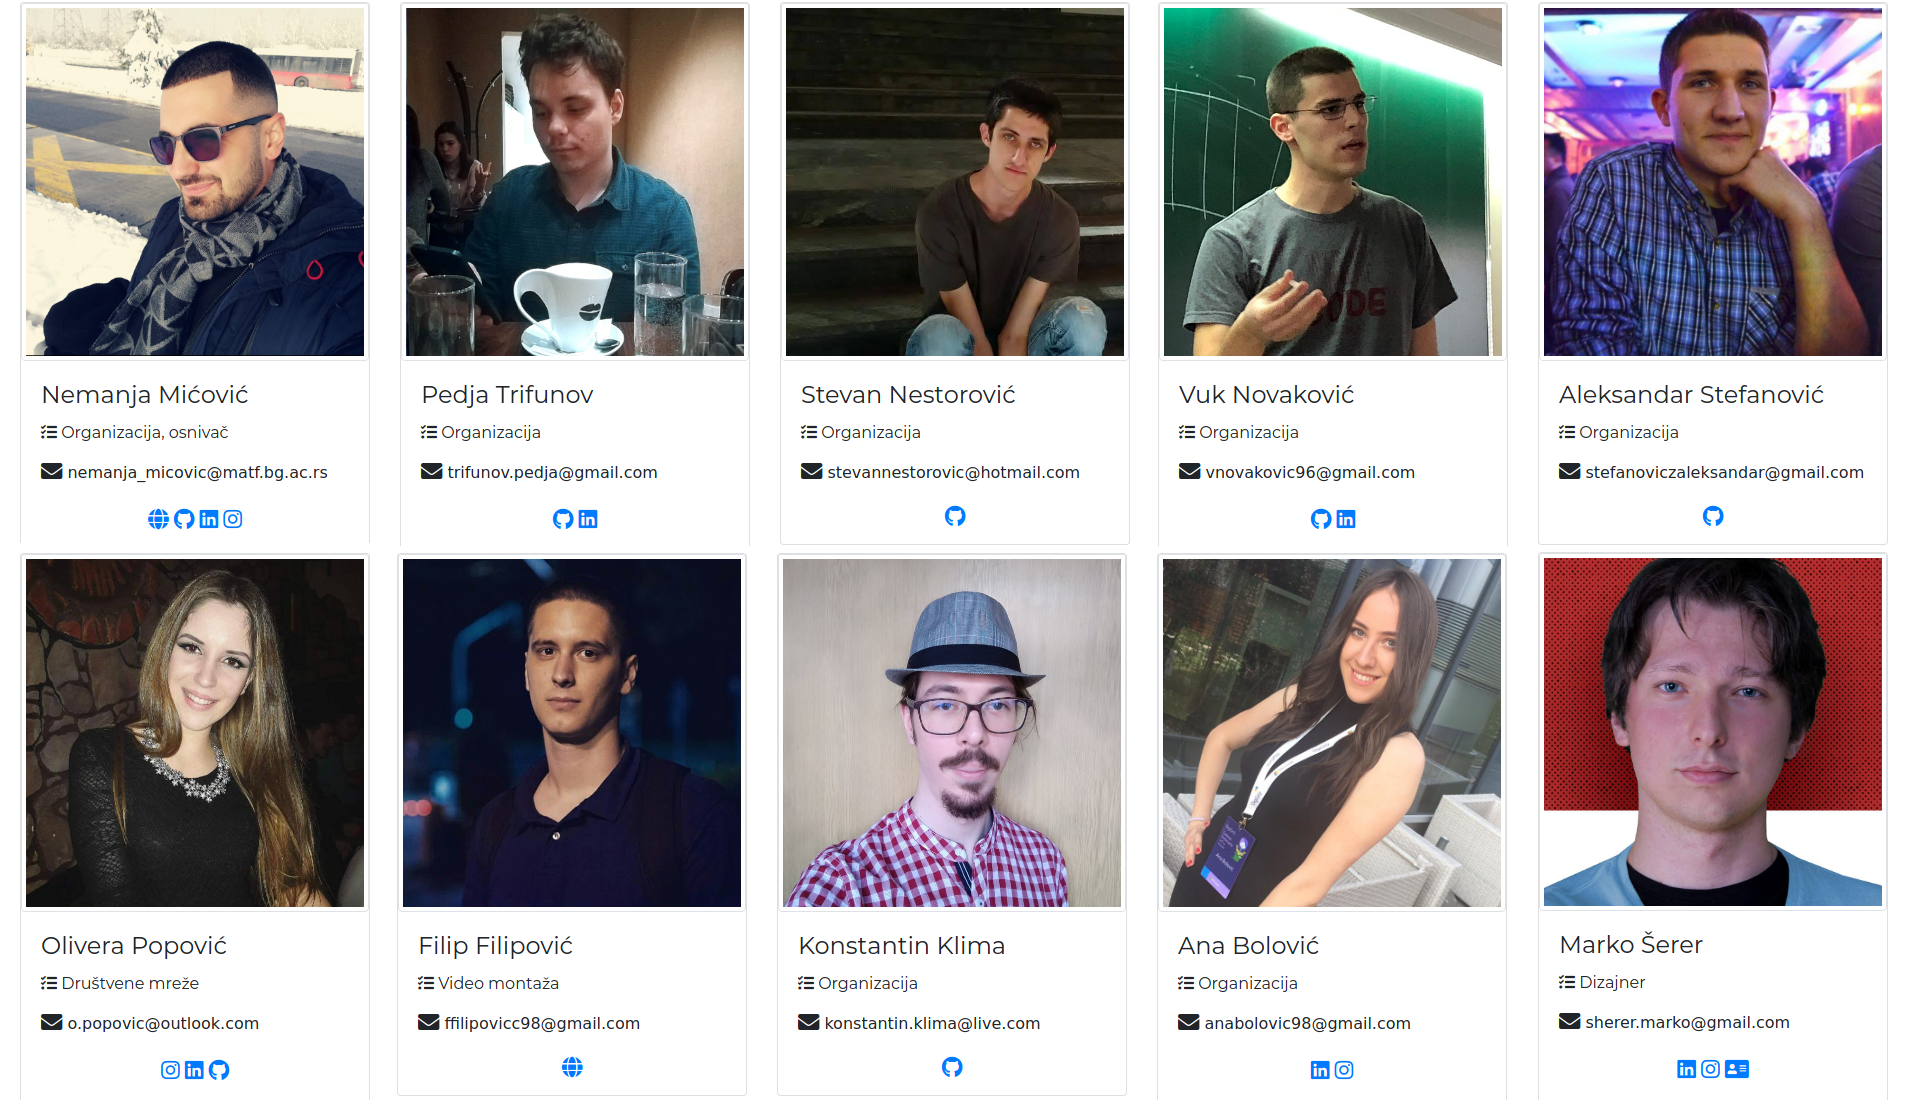 Nemanja Mićović
Organizacija, osnivač
nemanja_micovic@matf.bg.ac.rs
Pedja Trifunov
Organizacija
trifunov.pedja@gmail.com
Stevan Nestorović
Organizacija
stevannestorovic@hotmail.com
Vuk Novaković
Organizacija
vnovakovic96@gmail.com
Aleksandar Stefanović
Organizacija
stefanoviczaleksandar@gmail.com
Olivera Popović
Društvene mreže
o.popovic@outlook.com
Filip Filipović
Video montaža
ffilipovicc98@gmail.com
Konstantin Klima
Organizacija
konstantin.klima@live.com
Ana Bolović
Organizacija
anabolovic98@gmail.com
Marko Šerer
Dizajner
sherer.marko@gmail.com